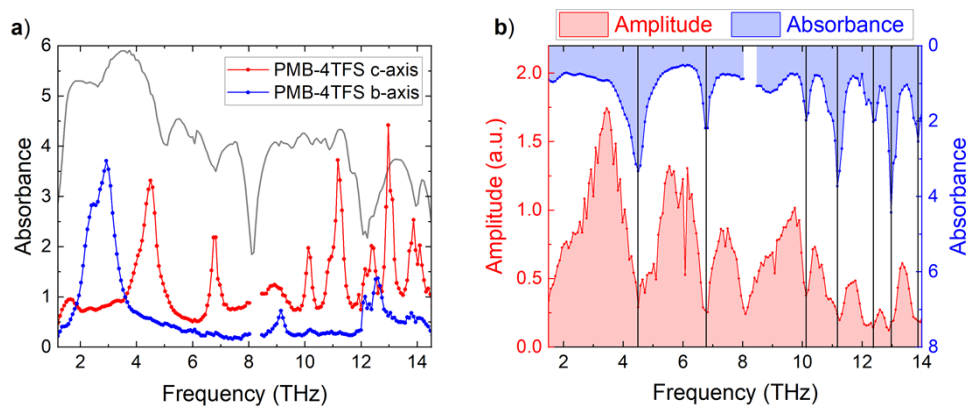 a)
6
5
4
3
2
1
0
Absorbance
PMB-4TFS c-axis
PMB-4TFS b-axis
2 4 6 8 10 12 14
Frequency (THz)
b)
Amplitude Absorbance
2.0
1.5
1.0
0.5
0.0
Amplitude (a.u.)
0
2
4
6
8
Absorbance
2 4 6 8 10 12 14
Frequency (THz)